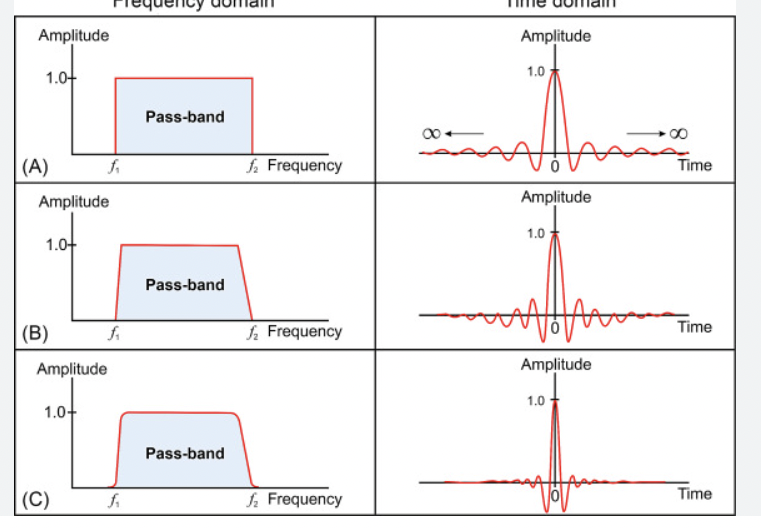 Frequency domain
Time domain
Amplitude
1.0
Pass-band
f₁
f₂ Frequency
(A)
Amplitude
1.0
∞
∞
0
Time
Amplitude
1.0
Pass-band
f₁
f₂ Frequency
(B)
Amplitude
1.0
0
Time
Amplitude
1.0
Pass-band
f₁
f₂ Frequency
(C)
Amplitude
1.0
0
Time